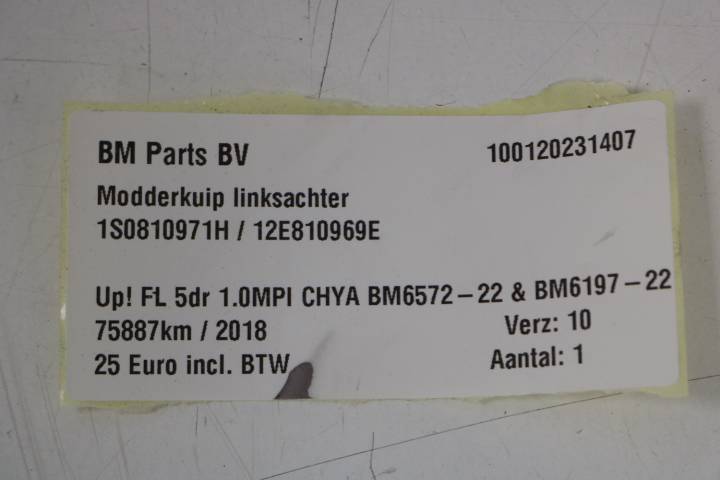 BM Parts BV 100120231407
Modderkuip linksachter
1S0810971H / 12E810969E
Up! FL 5dr 1.0MPI CHYA BM6572-22 & BM6197-22
75887km / 2018 Verz: 10
25 Euro incl. BTW Aantal: 1